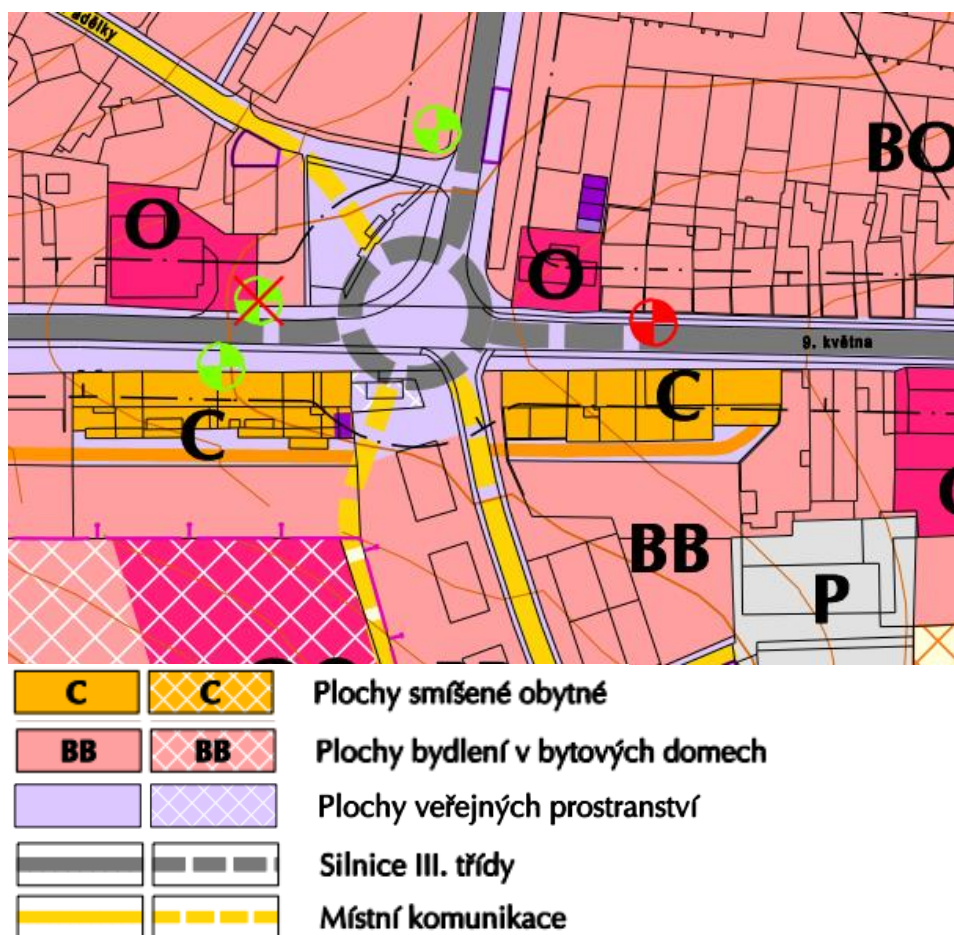 BO
O
O
9. května
C
C
BB
P
C C Plochy smíšené obytné
BB BB Plochy bydlení v bytových domech
Plochy veřejných prostranství
Silnice III. třídy
Místní komunikace